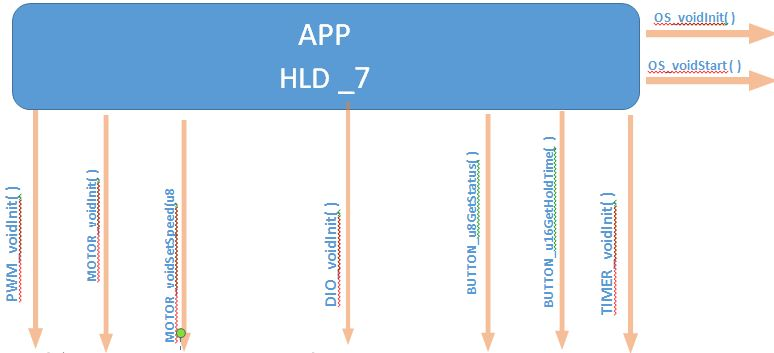 APP
HLD _7
OS_voidInit( )
OS_voidStart( )
PWM_voidInit( )
MOTOR_voidInit( )
MOTOR_voidSetSpeed(u8
DIO_voidInit( )
BUTTON_u8GetStatus( )
BUTTON_u16GetHoldTime( )
TIMER_voidInit( )